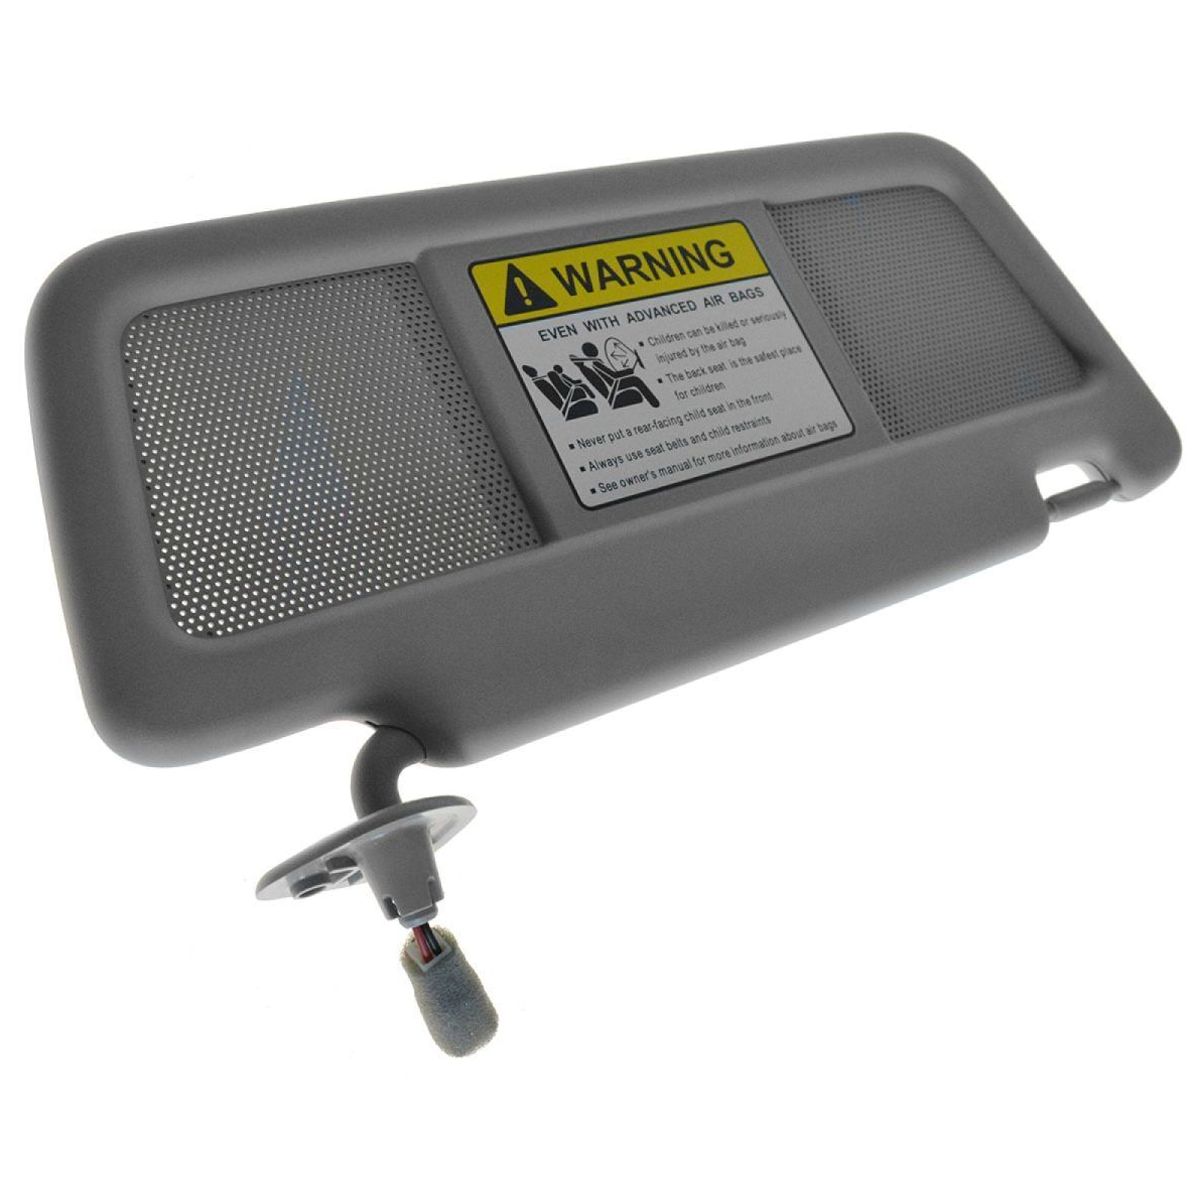 WARNING
EVEN WITH ADVANCED AIR BAGS
▪ Children can be killed or seriously
injured by the air bag
▪ The back seat is the safest place
for children
▪ Never put a rear-facing child seat in the front
▪ Always use seat belts and child restraints
▪ See owner's manual for more information about air bags